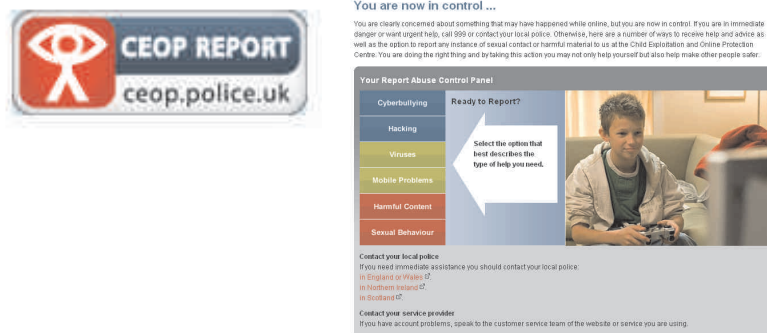 CEOP REPORT
ceop.police.uk
You are now in control ...
You are clearly concerned about something that may have happened while online, but you are now in control. If you are in immediate
danger or want urgent help, call 999 or contact your local police. Otherwise, here are a number of ways to receive help and advice as
well as the option to report any instance of sexual contact or harmful material to us at the Child Exploitation and Online Protection
Centre. You are doing the right thing and by taking this action you may not only help yourself but also help make other people safer.
Your Report Abuse Control Panel
Cyberbullying
Hacking
Viruses
Mobile Problems
Harmful Content
Sexual Behaviour
Ready to Report?
Select the option that
best describes the
type of help you need.
Contact your local police
If you need immediate assistance you should contact your local police:
in England or Wales
in Northern Ireland
in Scotland
Contact your service provider
If you have account problems, speak to the customer service team of the website or service you are using.